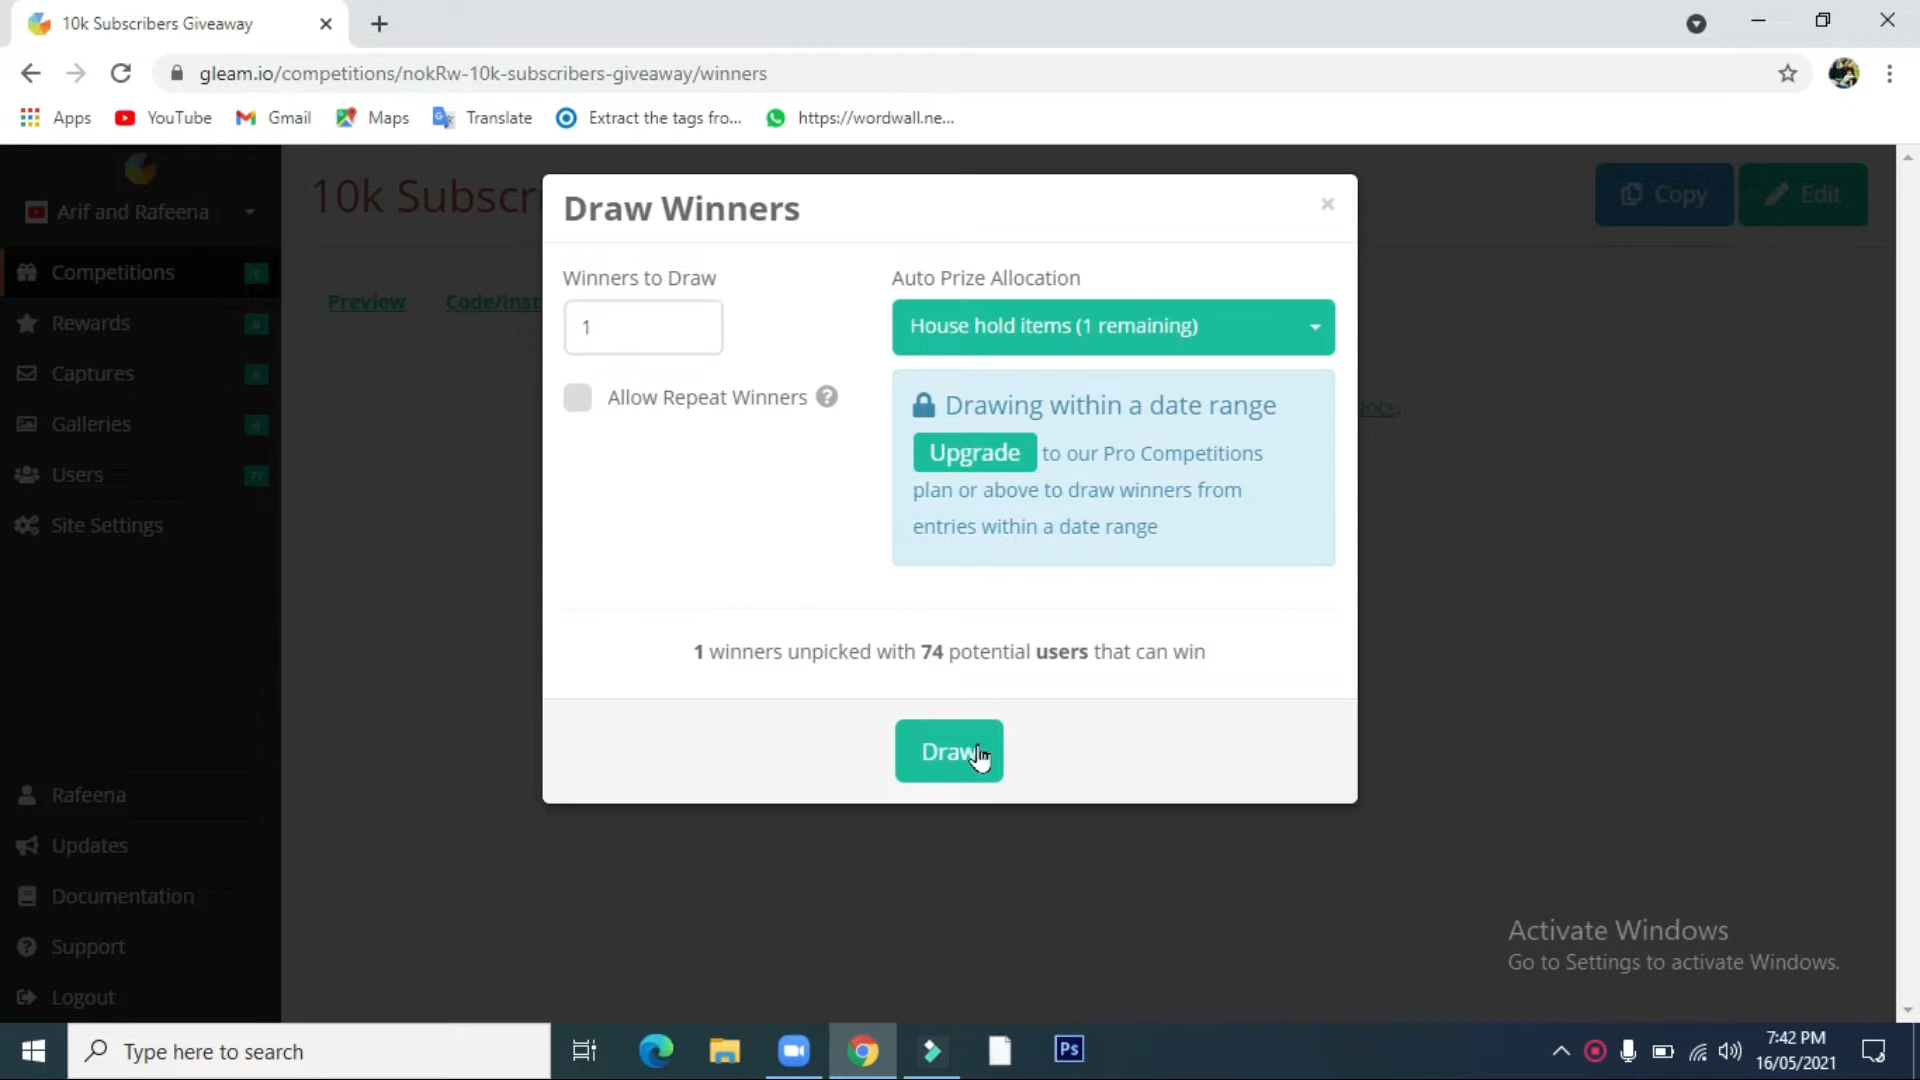 10k Subscribers Giveaway
gleam.io/competitions/nokRw-10k-subscribers-giveaway/winners
Apps YouTube Gmail Maps Translate Extract the tags fro... https://wordwall.ne...
Arif and Rafeena
10k Subscr
Copy Edit
Draw Winners
Competitions
Preview Code/Inst
Rewards
Captures
Galleries
Users
Site Settings
Winners to Draw
1
Allow Repeat Winners
Auto Prize Allocation
House hold items (1 remaining)
Drawing within a date range
Upgrade to our Pro Competitions
plan or above to draw winners from
entries within a date range
1 winners unpicked with 74 potential users that can win
Draw
Rafeena
Updates
Documentation
Support
Logout
Activate Windows
Go to Settings to activate Windows.
Type here to search
Ps
7:42 PM
16/05/2021